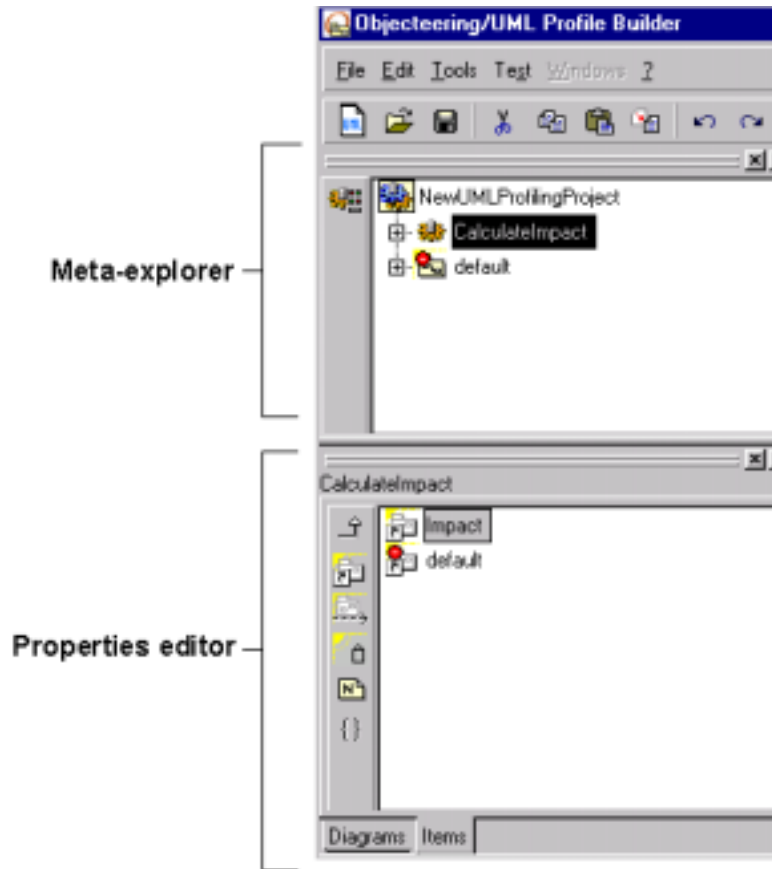 Objecteering/UML Profile Builder
File Edit Tools Test Windows ?
Meta-explorer
NewUMLProfilingProject
CalculateImpact
default
CalculateImpact
Impact
default
Properties editor
N
{}
Diagrams Items